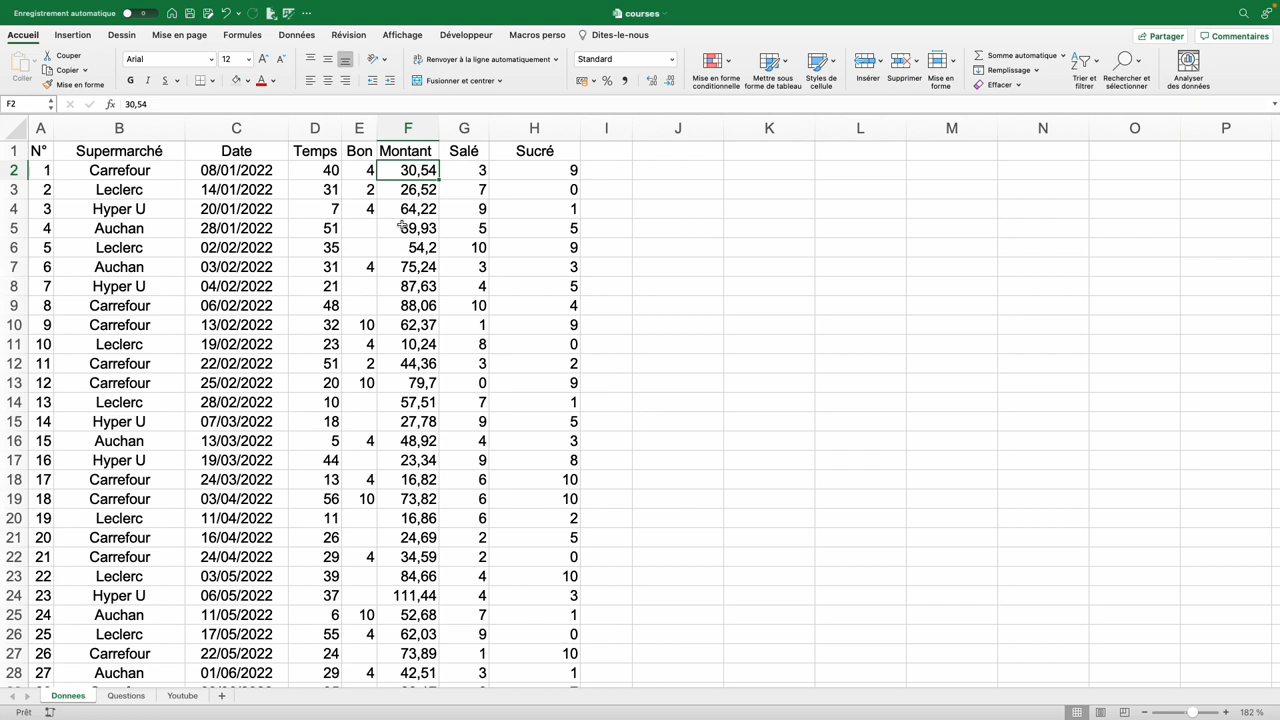 Enregistrement automatique
courses
Accueil Insertion Dessin Mise en page Formules Données Révision Affichage Développeur Macros perso Dites-le-nous
Partager Commentaires
Coller
Couper
Copier
Mise en forme
Arial 12
G I S
Renvoyer à la ligne automatiquement
Fusionner et centrer
Standard
Mise en forme conditionnelle
Mettre sous forme de tableau
Styles de cellule
Insérer
Supprimer
Mise en forme
Somme automatique
Remplissage
Effacer
Trier et filtrer
Rechercher et sélectionner
Analyser des données
F2 fx 30,54
A B C D E F G H I J K L M N O P
1 N° Supermarché Date Temps Bon Montant Salé Sucré
2 1 Carrefour 08/01/2022 40 4 30,54 3 9
3 2 Leclerc 14/01/2022 31 2 26,52 7 0
4 3 Hyper U 20/01/2022 7 4 64,22 9 1
5 4 Auchan 28/01/2022 51 39,93 5 5
6 5 Leclerc 02/02/2022 35 54,2 10 9
7 6 Auchan 03/02/2022 31 4 75,24 3 3
8 7 Hyper U 04/02/2022 21 87,63 4 5
9 8 Carrefour 06/02/2022 48 88,06 10 4
10 9 Carrefour 13/02/2022 32 10 62,37 1 9
11 10 Leclerc 19/02/2022 23 4 10,24 8 0
12 11 Carrefour 22/02/2022 51 2 44,36 3 2
13 12 Carrefour 25/02/2022 20 10 79,7 0 9
14 13 Leclerc 28/02/2022 10 57,51 7 1
15 14 Hyper U 07/03/2022 18 27,78 9 5
16 15 Auchan 13/03/2022 5 4 48,92 4 3
17 16 Hyper U 19/03/2022 44 23,34 9 8
18 17 Carrefour 24/03/2022 13 4 16,82 6 10
19 18 Carrefour 03/04/2022 56 10 73,82 6 10
20 19 Leclerc 11/04/2022 11 16,86 6 2
21 20 Carrefour 16/04/2022 26 24,69 2 5
22 21 Carrefour 24/04/2022 29 4 34,59 2 0
23 22 Leclerc 03/05/2022 39 84,66 4 10
24 23 Hyper U 06/05/2022 37 111,44 4 3
25 24 Auchan 11/05/2022 6 10 52,68 7 1
26 25 Leclerc 17/05/2022 55 4 62,03 9 0
27 26 Carrefour 22/05/2022 24 73,89 1 10
28 27 Auchan 01/06/2022 29 4 42,51 3 1
Donnees Questions Youtube +
Prêt 182 %